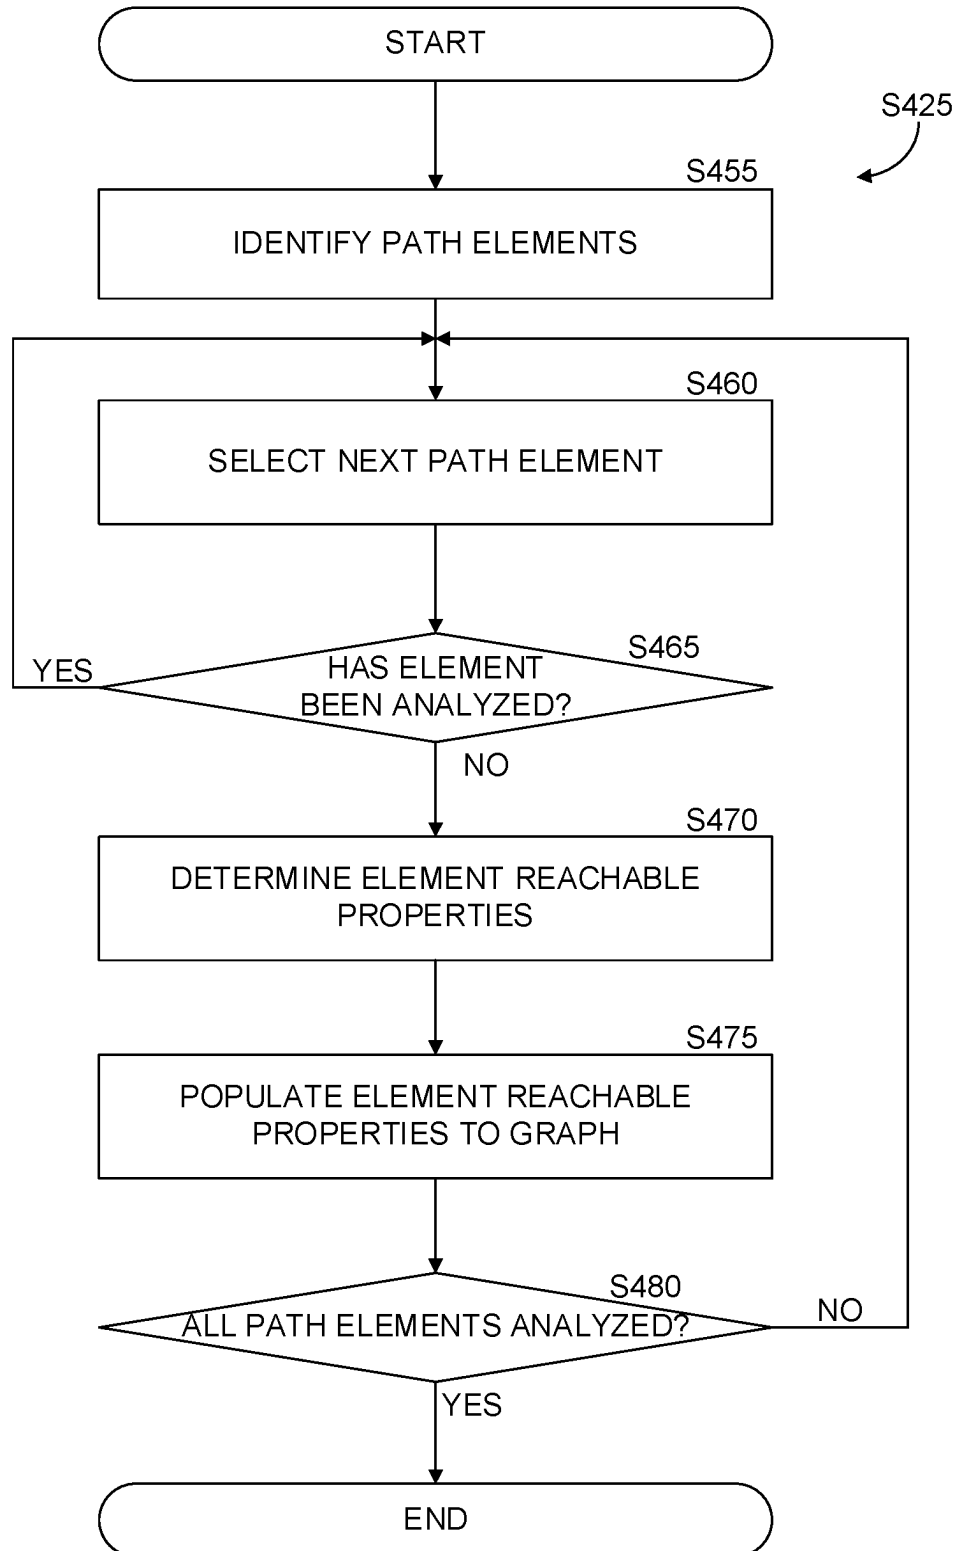 START
S425
S455
IDENTIFY PATH ELEMENTS
S460
SELECT NEXT PATH ELEMENT
S465
YES
HAS ELEMENT
BEEN ANALYZED?
NO
S470
DETERMINE ELEMENT REACHABLE
PROPERTIES
S475
POPULATE ELEMENT REACHABLE
PROPERTIES TO GRAPH
S480
ALL PATH ELEMENTS ANALYZED?
NO
YES
END